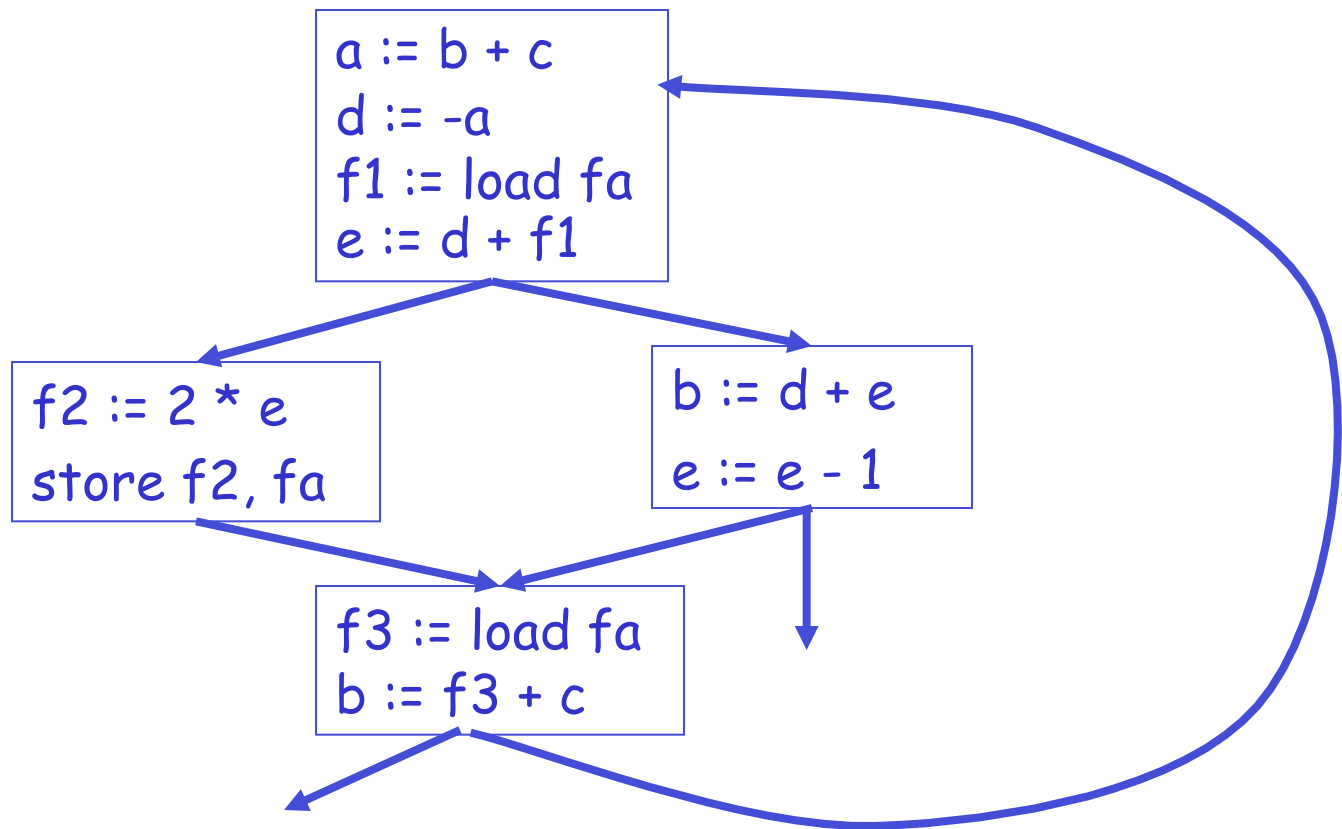 a := b + c
d := -a
f1 := load fa
e := d + f1
f2 := 2 * e
store f2, fa
b := d + e
e := e - 1
f3 := load fa
b := f3 + c